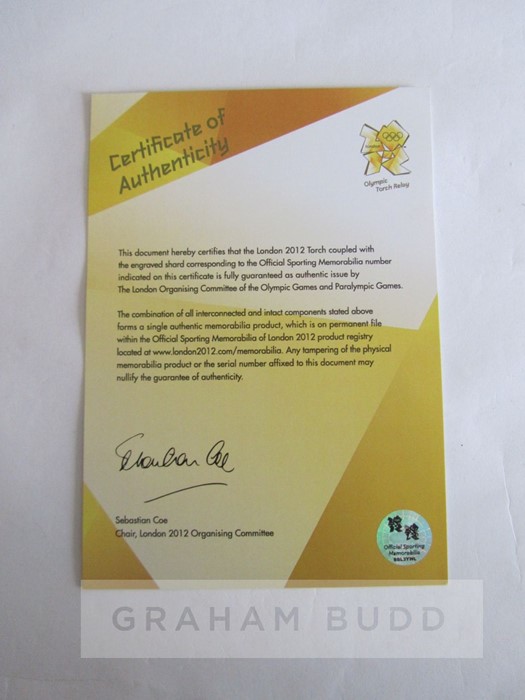 Certificate of
Authenticity
Olympic
Torch Relay
This document hereby certifies that the London 2012 Torch coupled with
the engraved shard corresponding to the Official Sporting Memorabilia number
indicated on this certificate is fully guaranteed as authentic issue by
The London Organising Committee of the Olympic Games and Paralympic Games.
The combination of all interconnected and intact components stated above
forms a single authentic memorabilia product, which is on permanent file
within the Official Sporting Memorabilia of London 2012 product registry
located at www.london2012.com/memorabilia. Any tampering of the physical
memorabilia product or the serial number affixed to this document may
nullify the guarantee of authenticity.
Sebastian Coe
Sebastian Coe
Chair, London 2012 Organising Committee
Official Sporting
Memorabilia
GRAHAM BUDD